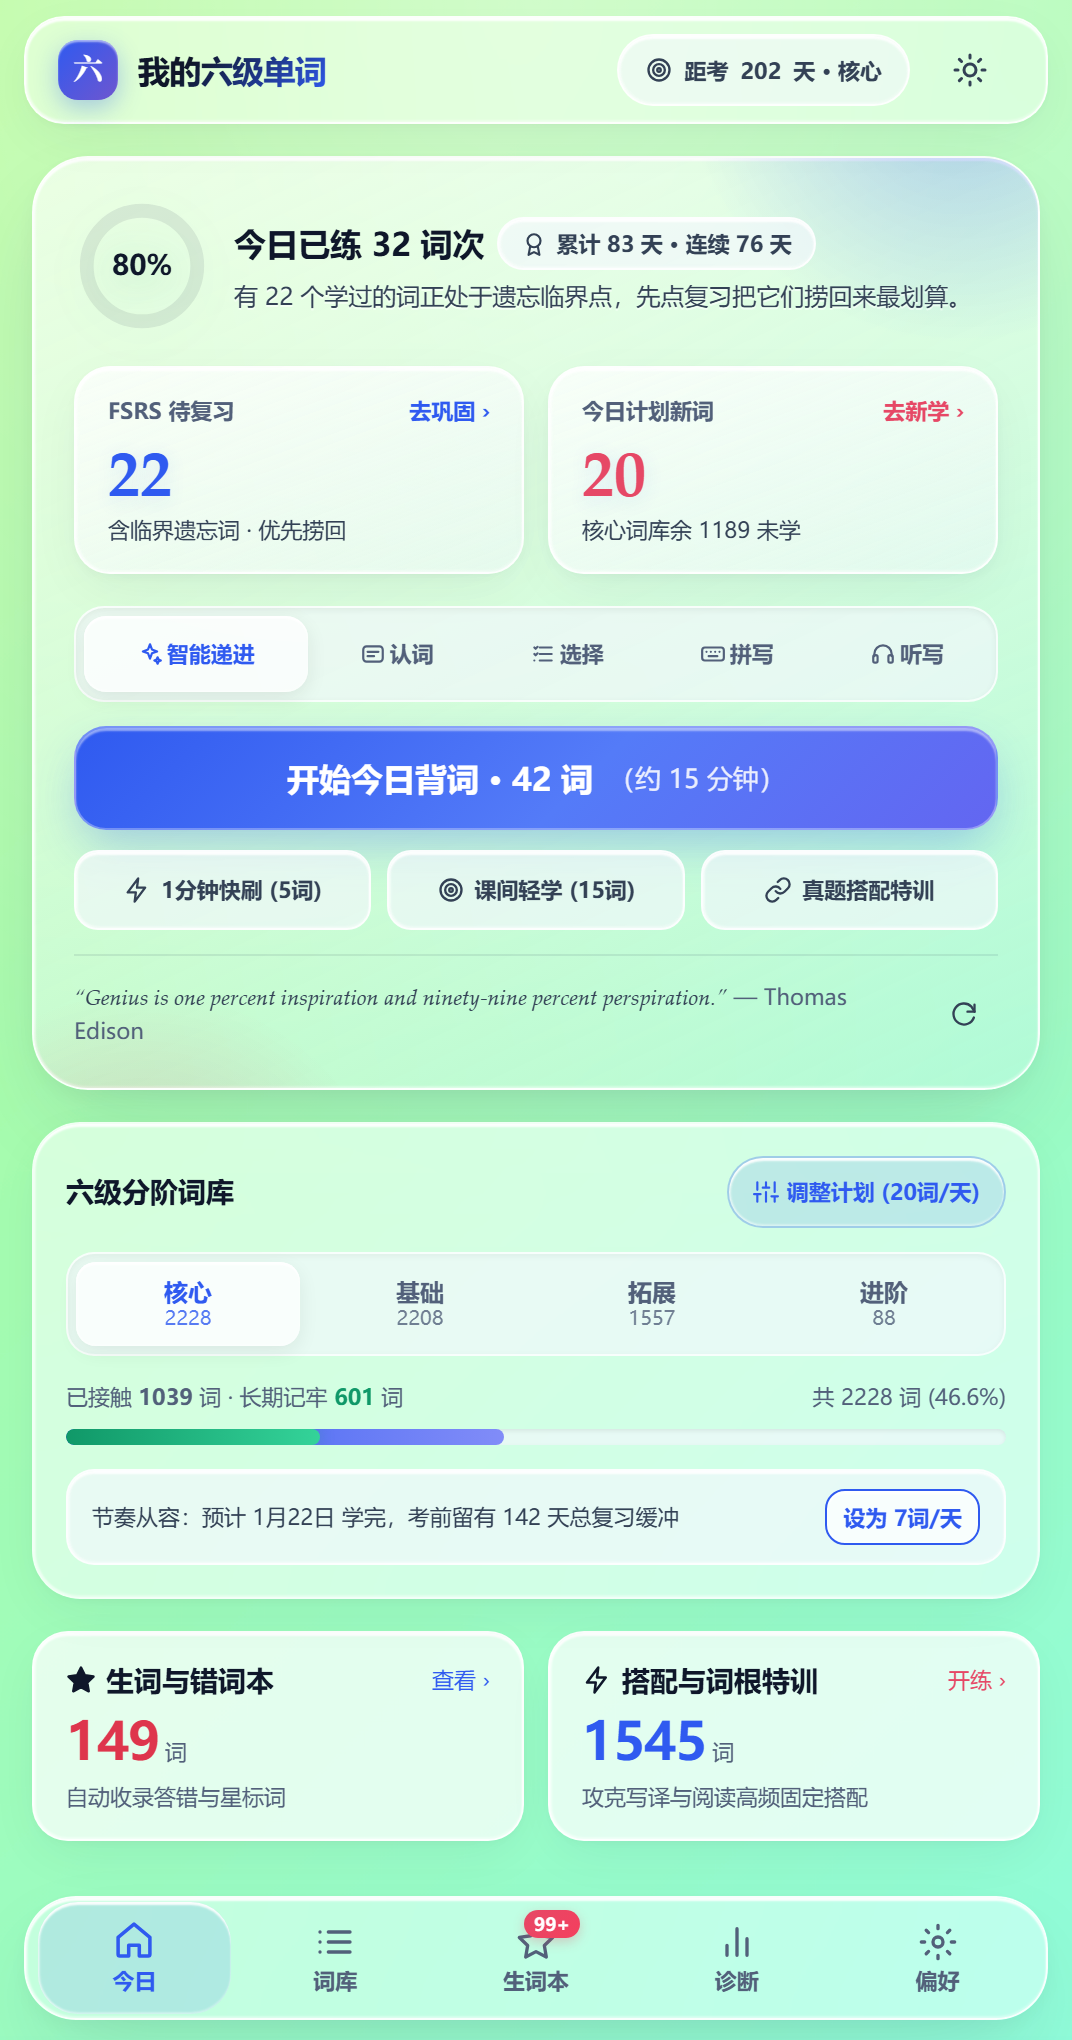 六 我的六级单词 距考 202 天 • 核心
80%
今日已练 32 词次 累计 83 天 • 连续 76 天
有 22 个学过的词正处于遗忘临界点，先点复习把它们捞回来最划算。
FSRS 待复习 去巩固 ›
22
含临界遗忘词 · 优先捞回
今日计划新词 去新学 ›
20
核心词库余 1189 未学
智能递进 认词 选择 拼写 听写
开始今日背词 • 42 词 （约 15 分钟）
1分钟快刷 (5词) 课间轻学 (15词) 真题搭配特训
“Genius is one percent inspiration and ninety-nine percent perspiration.” — Thomas
Edison
六级分阶词库 调整计划 (20词/天)
核心 基础 拓展 进阶
2228 2208 1557 88
已接触 1039 词 · 长期记牢 601 词 共 2228 词 (46.6%)
节奏从容：预计 1月22日 学完，考前留有 142 天总复习缓冲 设为 7词/天
生词与错词本 查看 ›
149 词
自动收录答错与星标词
搭配与词根特训 开练 ›
1545 词
攻克写译与阅读高频固定搭配
99+
今日 词库 生词本 诊断 偏好